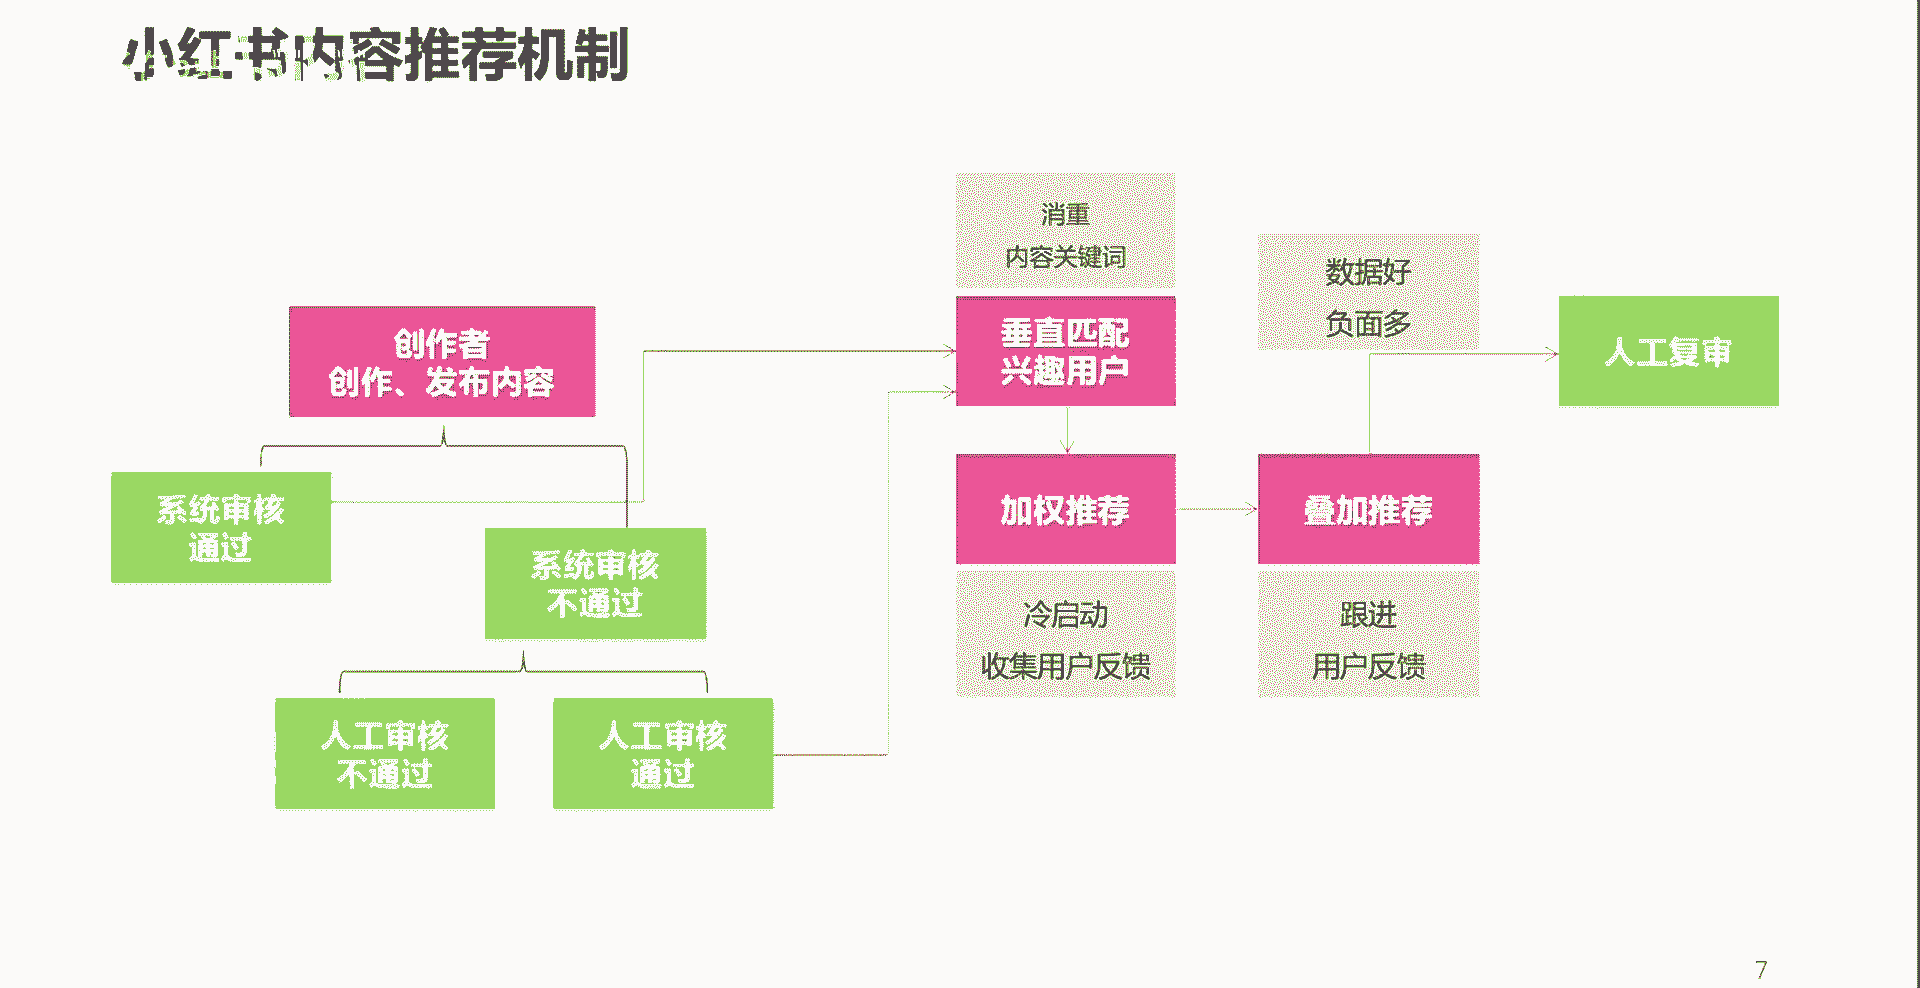 小红书内容推荐机制
消重
内容关键词
数据好
负面多
创作者
创作、发布内容
垂直匹配
兴趣用户
人工复审
系统审核
通过
系统审核
不通过
加权推荐
叠加推荐
冷启动
收集用户反馈
跟进
用户反馈
人工审核
不通过
人工审核
通过
7